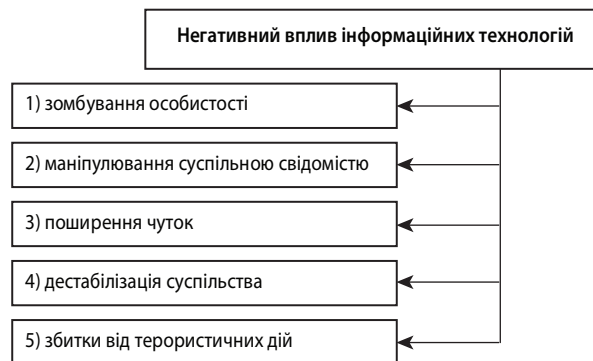 Негативний вплив інформаційних технологій
1) зомбування особистості
2) маніпулювання суспільною свідомістю
3) поширення чуток
4) дестабілізація суспільства
5) збитки від терористичних дій